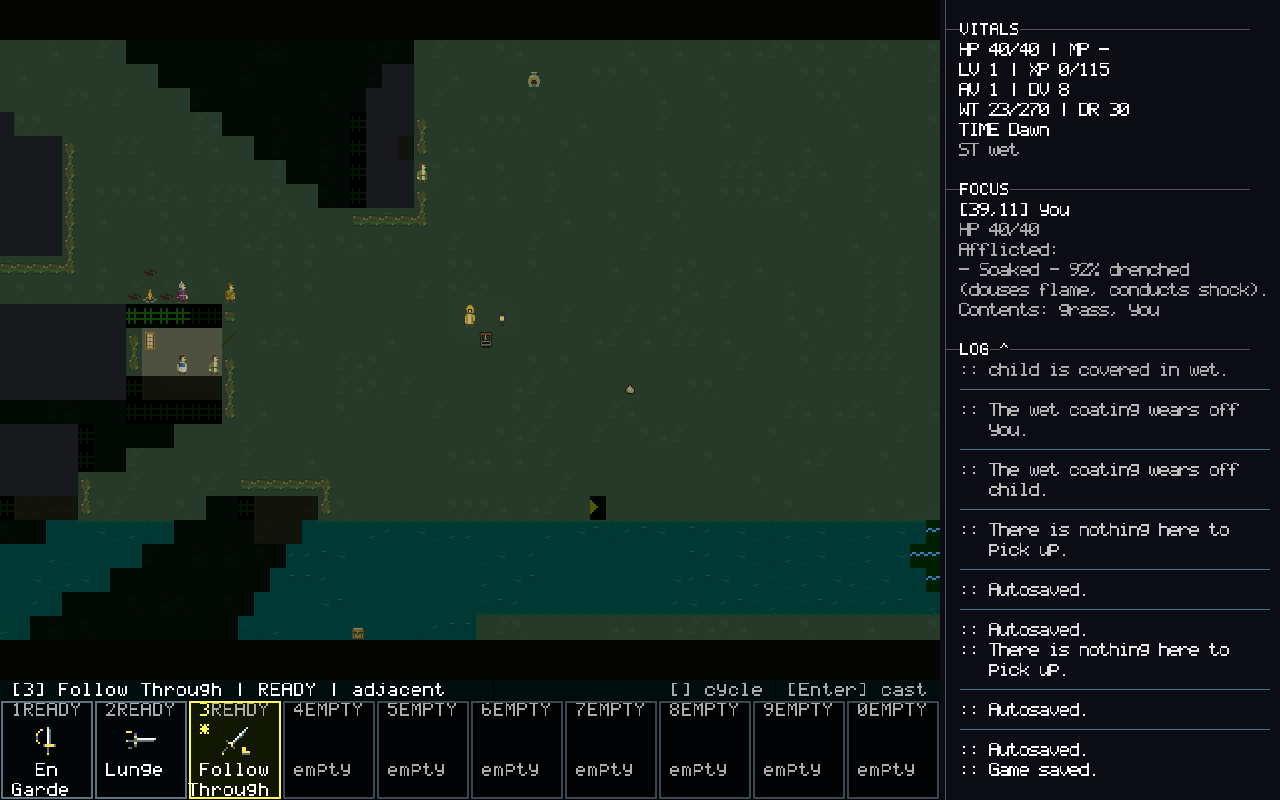 VITALS
HP 40/40 | MP -
LV 1 | XP 0/115
AV 1 | DV 8
WT 23/270 | DR 30
TIME Dawn
ST wet
FOCUS
[39,11] You
HP 40/40
Afflicted:
- Soaked - 92% drenched
(douses flame, conducts shock).
Contents: grass, you
LOG ^
:: child is covered in wet.
:: The wet coating wears off
you.
:: The wet coating wears off
child.
:: There is nothing here to
pick up.
:: Autosaved.
:: Autosaved.
:: There is nothing here to
pick up.
:: Autosaved.
:: Autosaved.
:: Game saved.
[3] Follow Through | READY | adjacent
[] cycle [Enter] cast
1READY 2READY 3READY 4EMPTY 5EMPTY 6EMPTY 7EMPTY 8EMPTY 9EMPTY 0EMPTY
En Lunge Follow empty empty empty empty empty empty empty
Garde Through